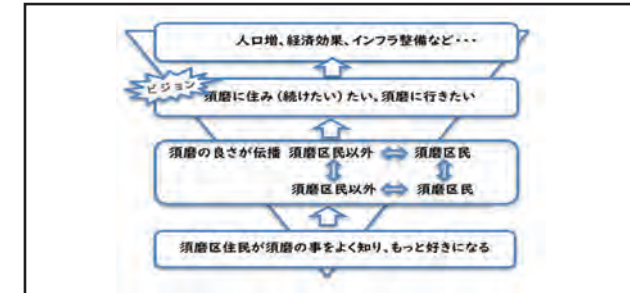 人口増、経済効果、インフラ整備など・・・
ビジョン
須磨に住み(続けたい)たい。須磨に行きたい
須磨の良さが伝播 須磨区民以外 須磨区民
須磨区民以外 須磨区民
須磨区住民が須磨の事をよく知り、もっと好きになる